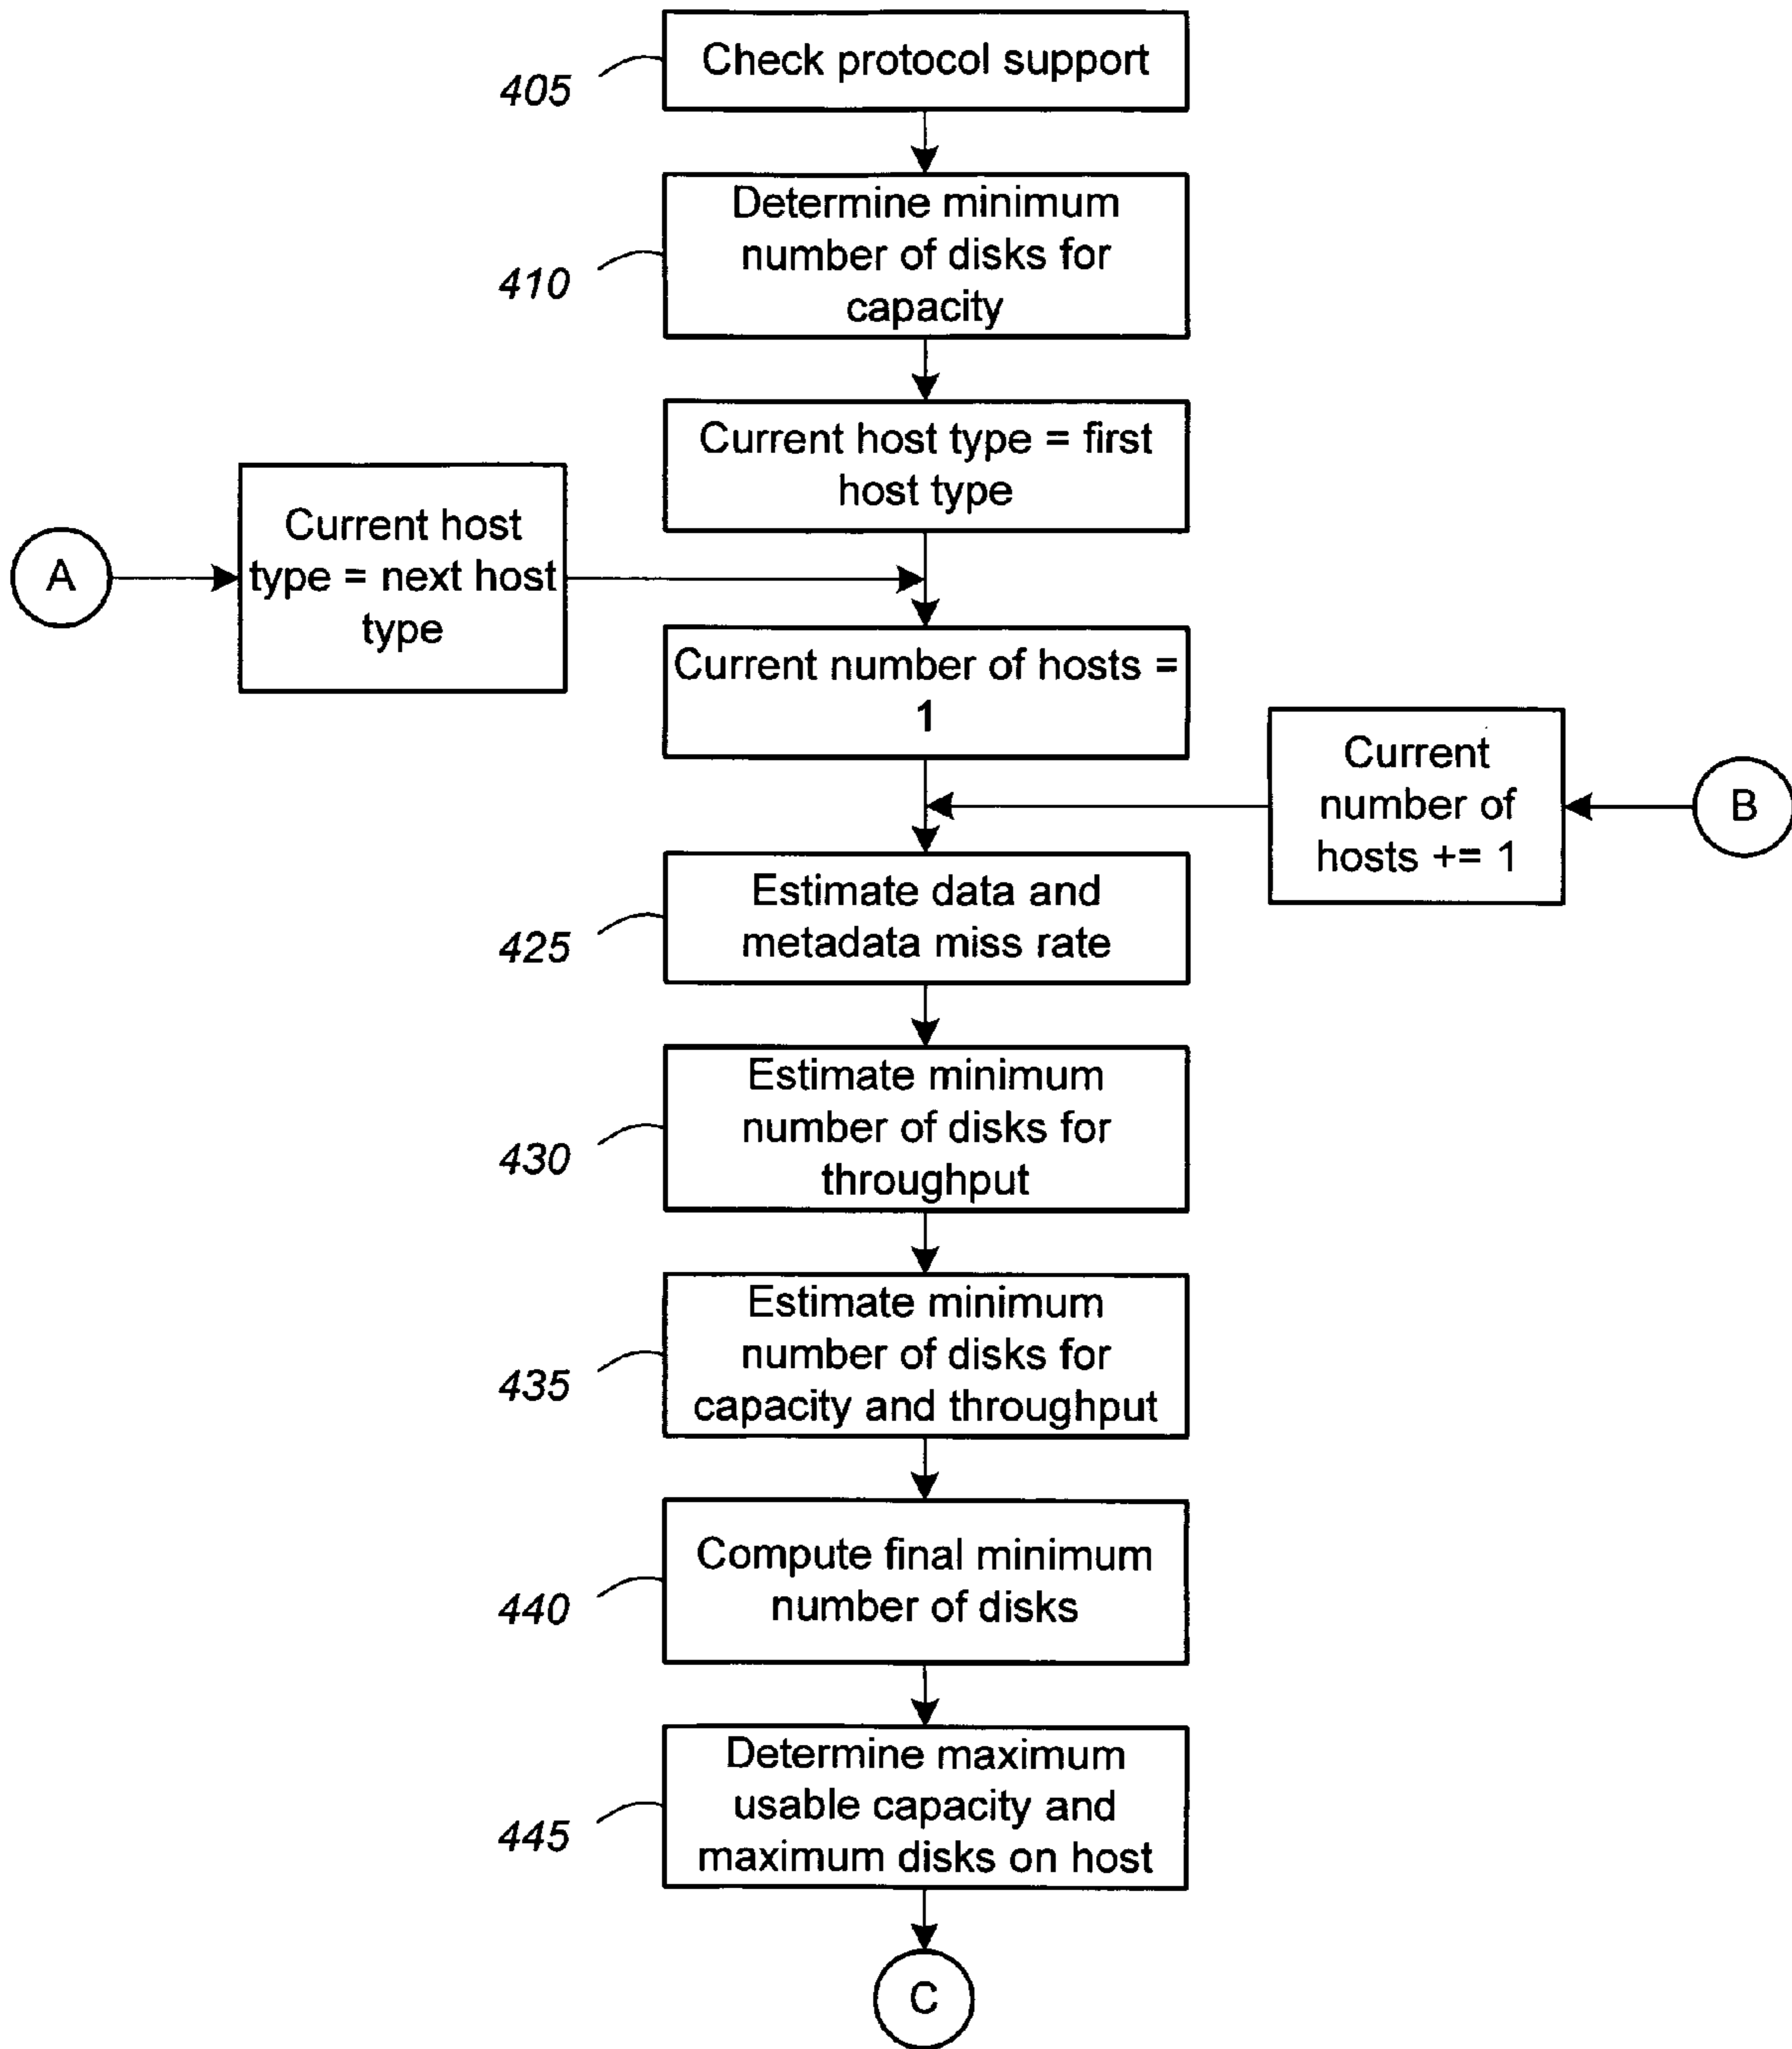 Check protocol support
405
Determine minimum
number of disks for
capacity
410
Current host type = first
host type
Current host
type = next host
type
A
Current number of hosts =
1
Current
number of
hosts += 1
B
Estimate data and
metadata miss rate
425
Estimate minimum
number of disks for
throughput
430
Estimate minimum
number of disks for
capacity and throughput
435
Compute final minimum
number of disks
440
Determine maximum
usable capacity and
maximum disks on host
445
C